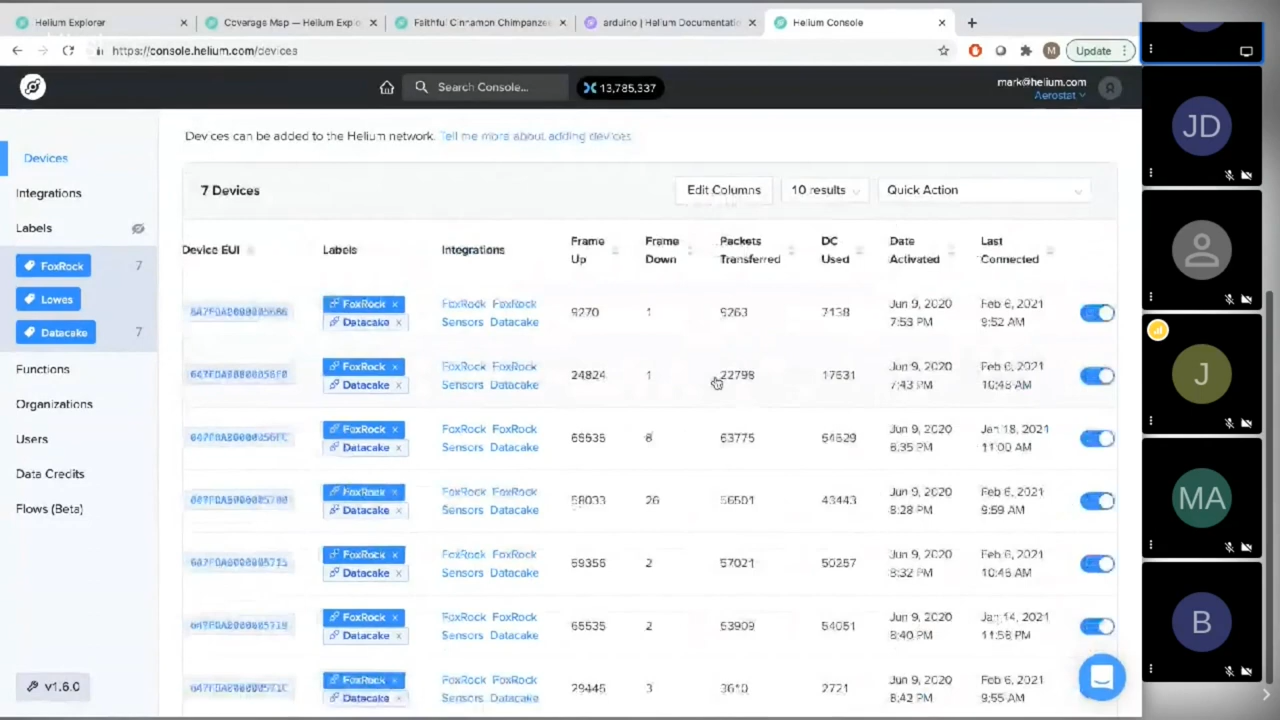 Helium Explorer
Coverage Map — Helium Explo
Faithful Cinnamon Chimpanzee
arduino | Helium Documentatio
Helium Console
https://console.helium.com/devices
M
Update
Search Console...
13,785,337
mark@helium.com
Aerostat
Devices can be added to the Helium network. Tell me more about adding devices.
Devices
Integrations
Labels
FoxRock 7
Lowes
Datacake 7
Functions
Organizations
Users
Data Credits
Flows (Beta)
v1.6.0
7 Devices
Edit Columns
10 results
Quick Action
Device EUI
Labels
Integrations
Frame Up
Frame Down
Packets Transferred
DC Used
Date Activated
Last Connected
FoxRock × FoxRock FoxRock Jun 9, 2020 Feb 6, 2021
9270 1 9263 7138
Datacake × Sensors Datacake 7:53 PM 9:52 AM
FoxRock × FoxRock FoxRock Jun 9, 2020 Feb 6, 2021
24824 1 22798 17631
Datacake × Sensors Datacake 7:43 PM 10:46 AM
FoxRock × FoxRock FoxRock Jun 9, 2020 Jan 18, 2021
65535 8 63775 54629
Datacake × Sensors Datacake 8:35 PM 11:00 AM
FoxRock × FoxRock FoxRock Jun 9, 2020 Feb 6, 2021
58033 26 56501 43443
Datacake × Sensors Datacake 8:28 PM 9:59 AM
FoxRock × FoxRock FoxRock Jun 9, 2020 Feb 6, 2021
59356 2 57021 50257
Datacake × Sensors Datacake 8:32 PM 10:46 AM
FoxRock × FoxRock FoxRock Jun 9, 2020 Jan 14, 2021
65535 2 53909 54051
Datacake × Sensors Datacake 8:40 PM 11:58 PM
FoxRock × FoxRock FoxRock Jun 9, 2020 Feb 6, 2021
29445 3 3610 2721
Datacake × Sensors Datacake 8:42 PM 9:55 AM
JD
J
MA
B